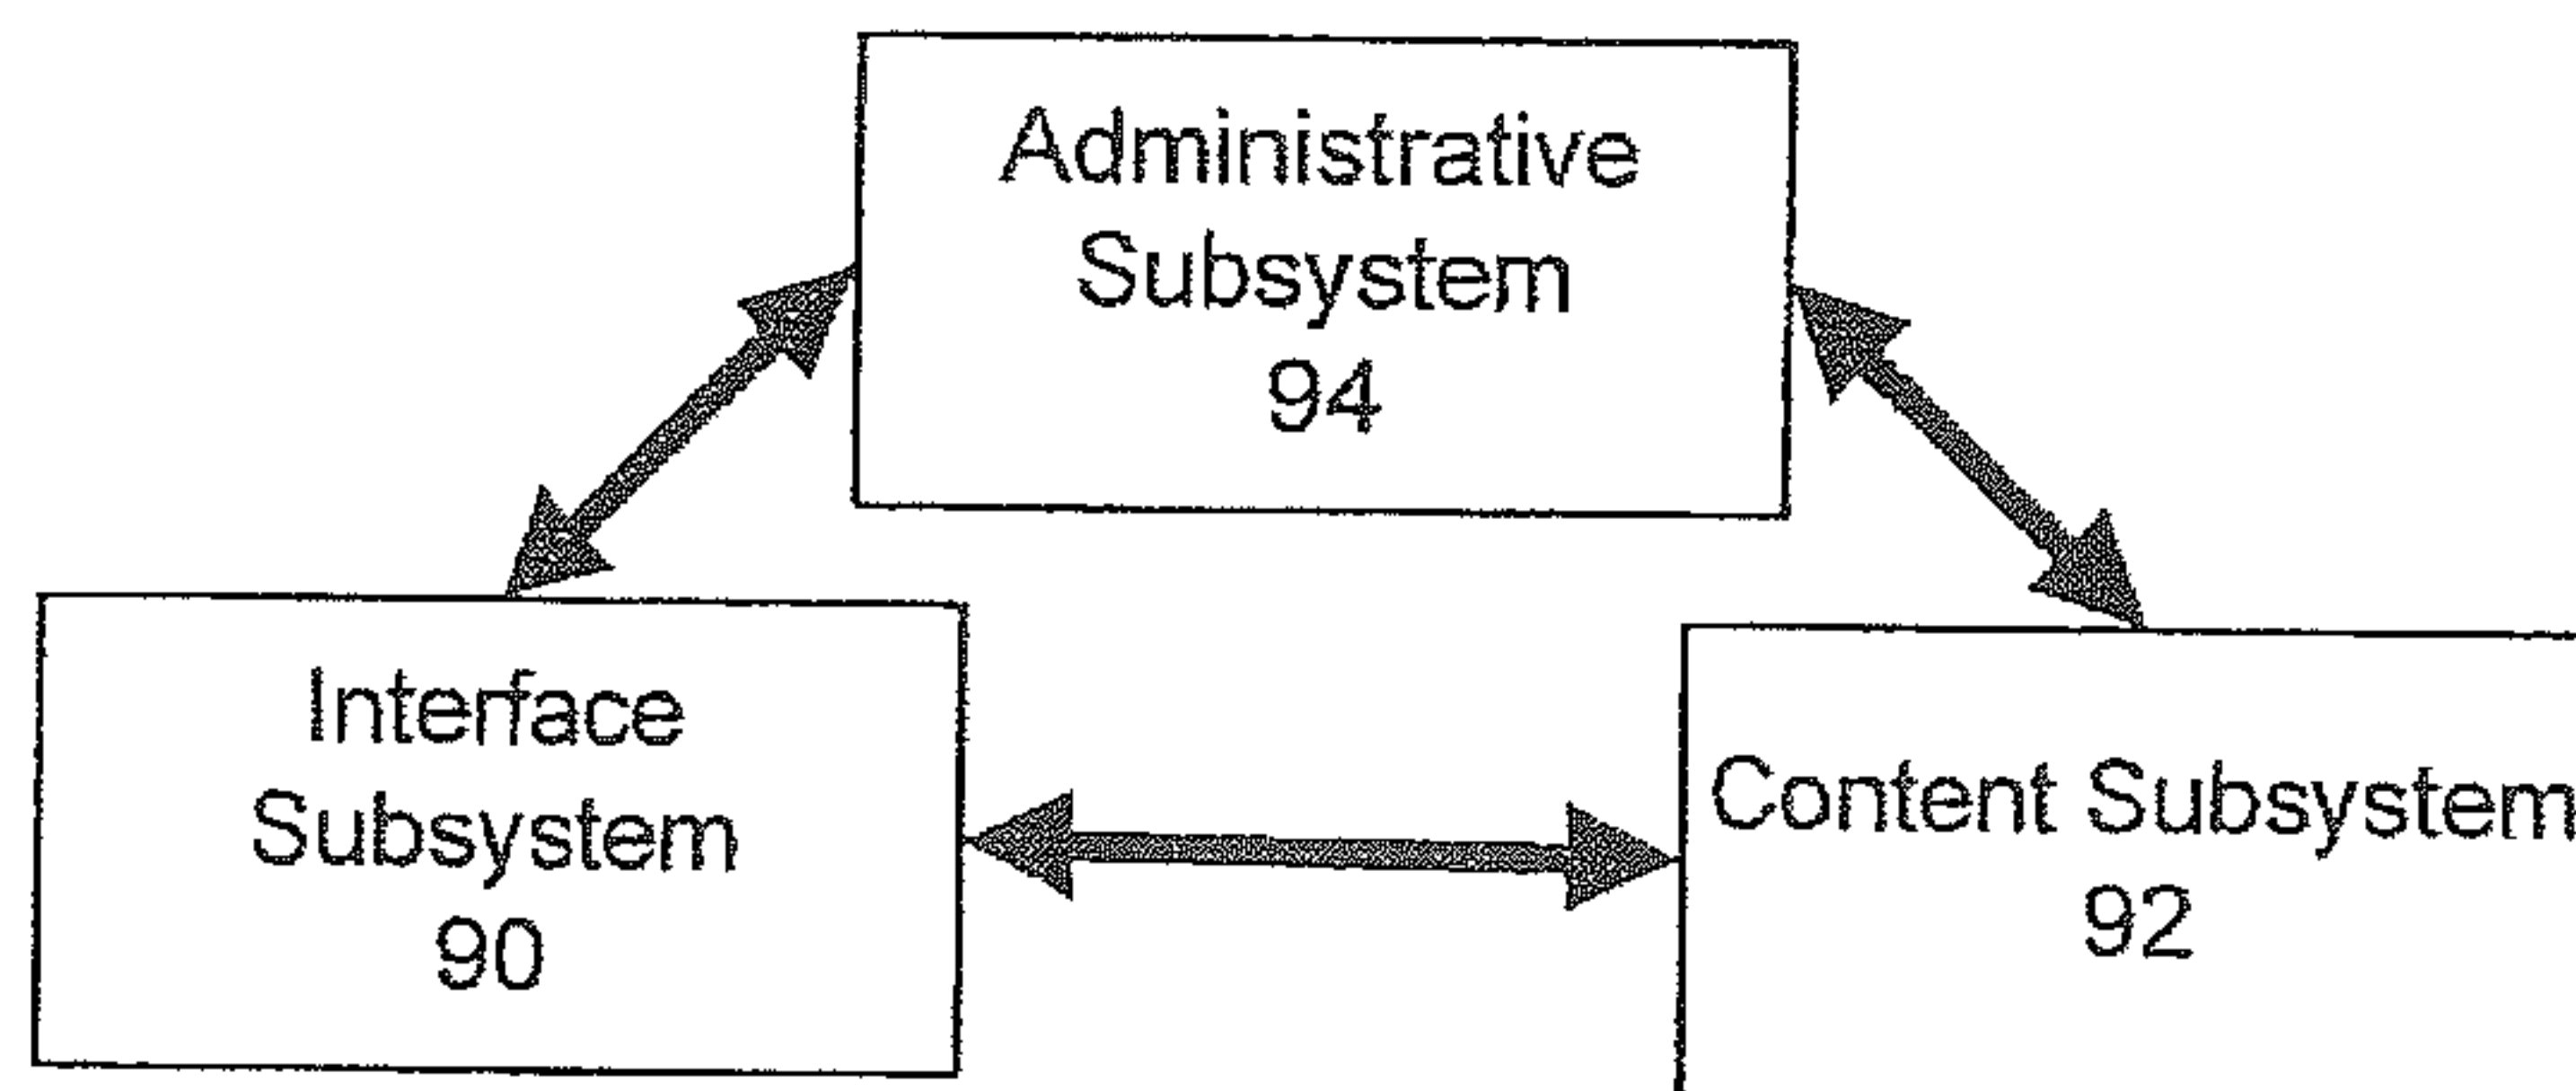 Administrative
Subsystem
94
Interface
Subsystem
90
Content Subsystem
92